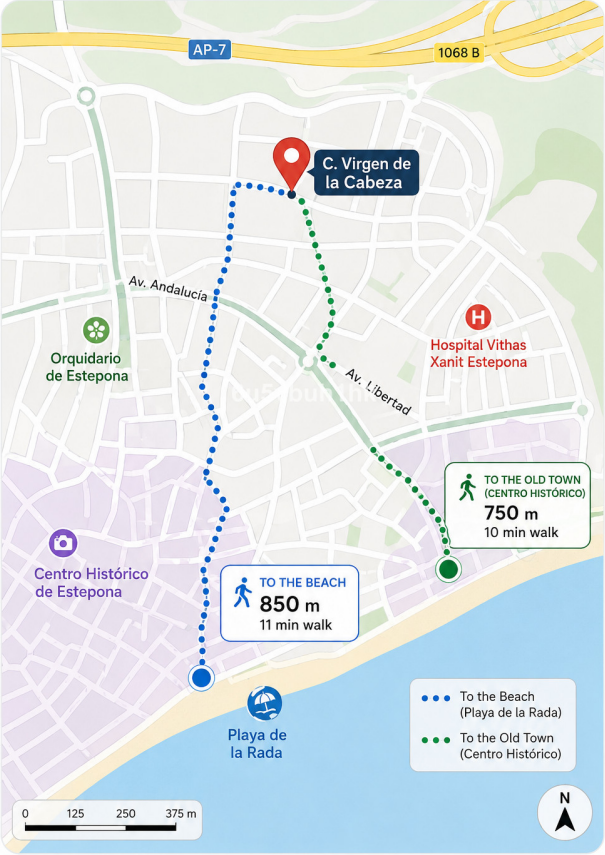 AP-7
1068 B
C. Virgen de
la Cabeza
Av. Andalucía
H
Orquidario
de Estepona
Hospital Vithas
Xanit Estepona
Av. Libertad
TO THE OLD TOWN
(CENTRO HISTÓRICO)
750 m
10 min walk
Centro Histórico
de Estepona
TO THE BEACH
850 m
11 min walk
Playa de
la Rada
To the Beach
(Playa de la Rada)
To the Old Town
(Centro Histórico)
0 125 250 375 m
N